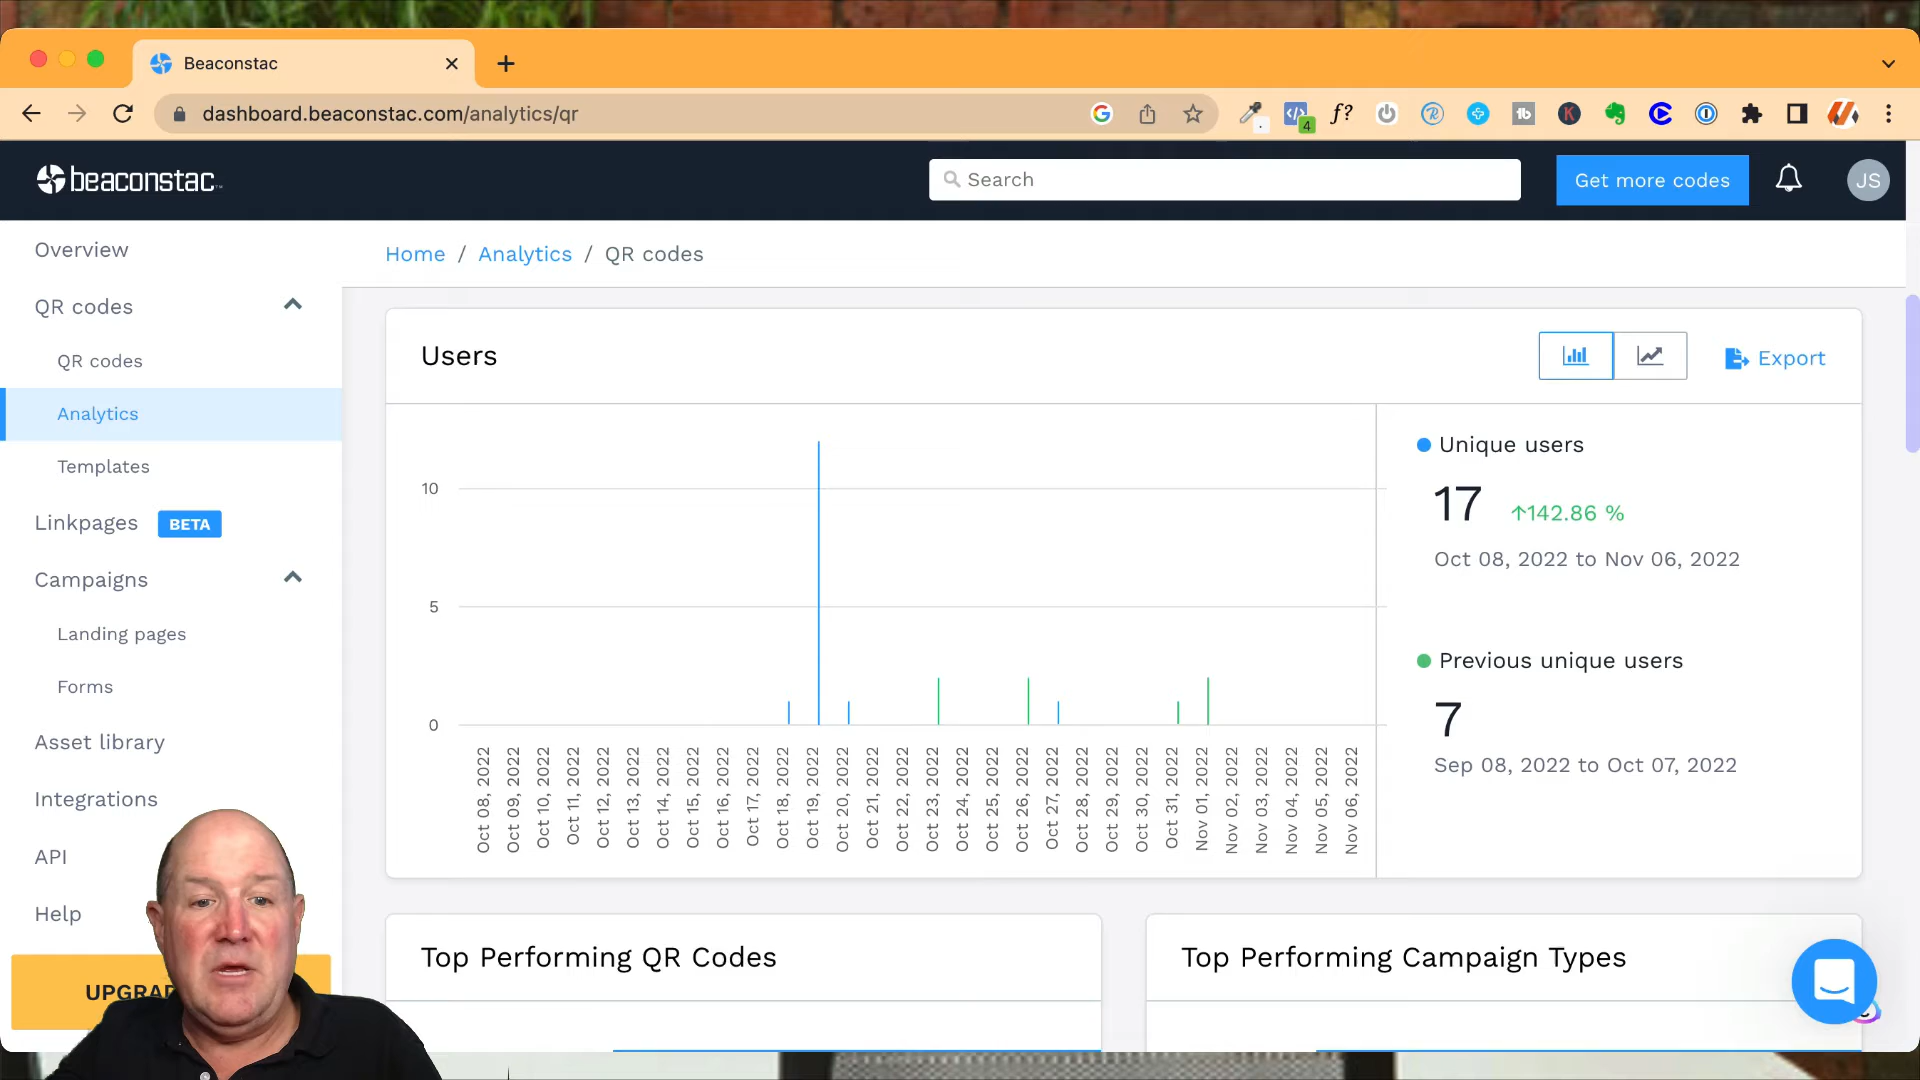 Beaconstac
dashboard.beaconstac.com/analytics/qr
4
beaconstac
Search
Get more codes
JS
Overview
QR codes
QR codes
Analytics
Templates
Linkpages BETA
Campaigns
Landing pages
Forms
Asset library
Integrations
API
Help
Home / Analytics / QR codes
Users
Export
10
5
0
Oct 08, 2022
Oct 09, 2022
Oct 10, 2022
Oct 11, 2022
Oct 12, 2022
Oct 13, 2022
Oct 14, 2022
Oct 15, 2022
Oct 16, 2022
Oct 17, 2022
Oct 18, 2022
Oct 19, 2022
Oct 20, 2022
Oct 21, 2022
Oct 22, 2022
Oct 23, 2022
Oct 24, 2022
Oct 25, 2022
Oct 26, 2022
Oct 27, 2022
Oct 28, 2022
Oct 29, 2022
Oct 30, 2022
Oct 31, 2022
Nov 01, 2022
Nov 02, 2022
Nov 03, 2022
Nov 04, 2022
Nov 05, 2022
Nov 06, 2022
Unique users
17 ↑142.86 %
Oct 08, 2022 to Nov 06, 2022
Previous unique users
7
Sep 08, 2022 to Oct 07, 2022
Top Performing QR Codes
Top Performing Campaign Types